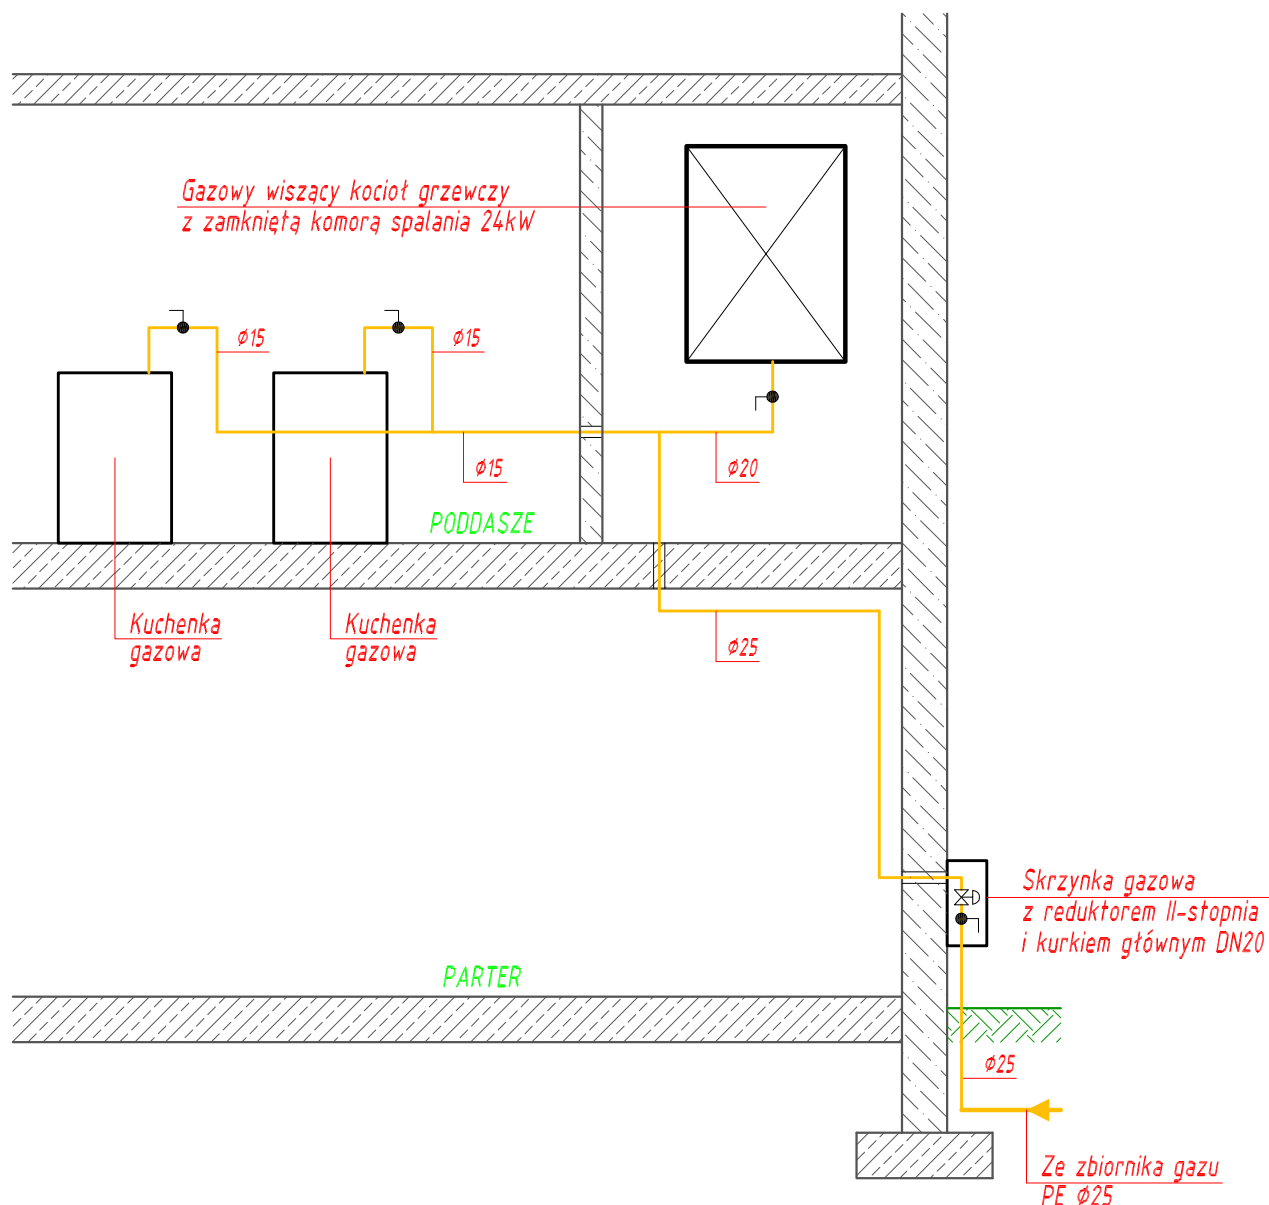 Gazowy wiszący kocioł grzewczy
z zamkniętą komorą spalania 24kW
ø15
ø15
ø15
ø20
PODDASZE
Kuchenka
gazowa
Kuchenka
gazowa
ø25
Skrzynka gazowa
z reduktorem II-stopnia
i kurkiem głównym DN20
PARTER
ø25
Ze zbiornika gazu
PE ø25